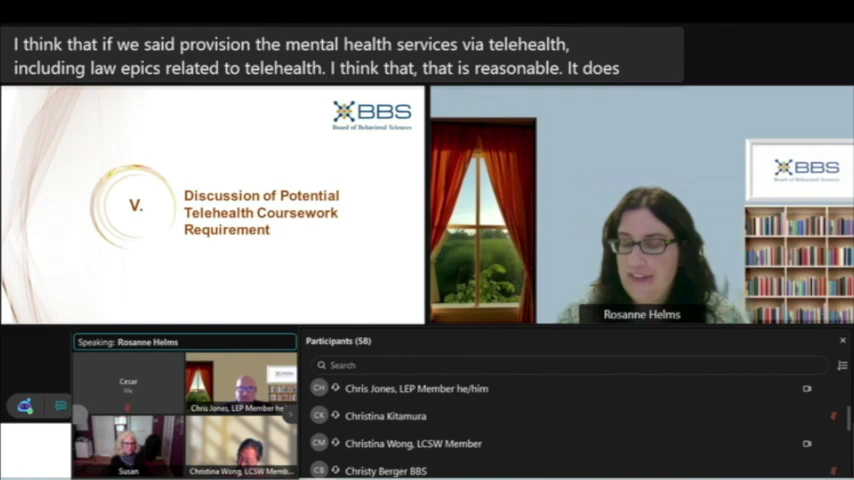 I think that if we said provision the mental health services via telehealth,
including law epics related to telehealth. I think that, that is reasonable. It does
BBS
Board of Behavioral Sciences
V.
Discussion of Potential
Telehealth Coursework
Requirement
BBS
Board of Behavioral Sciences
Rosanne Helms
Speaking: Rosanne Helms
Cesar
Chris Jones, LEP Member he
Susan
Christina Wong, LCSW Memb...
Participants (58)
Search
CH Chris Jones, LEP Member he/him
CK Christina Kitamura
CM Christina Wong, LCSW Member
CB Christy Berger BBS